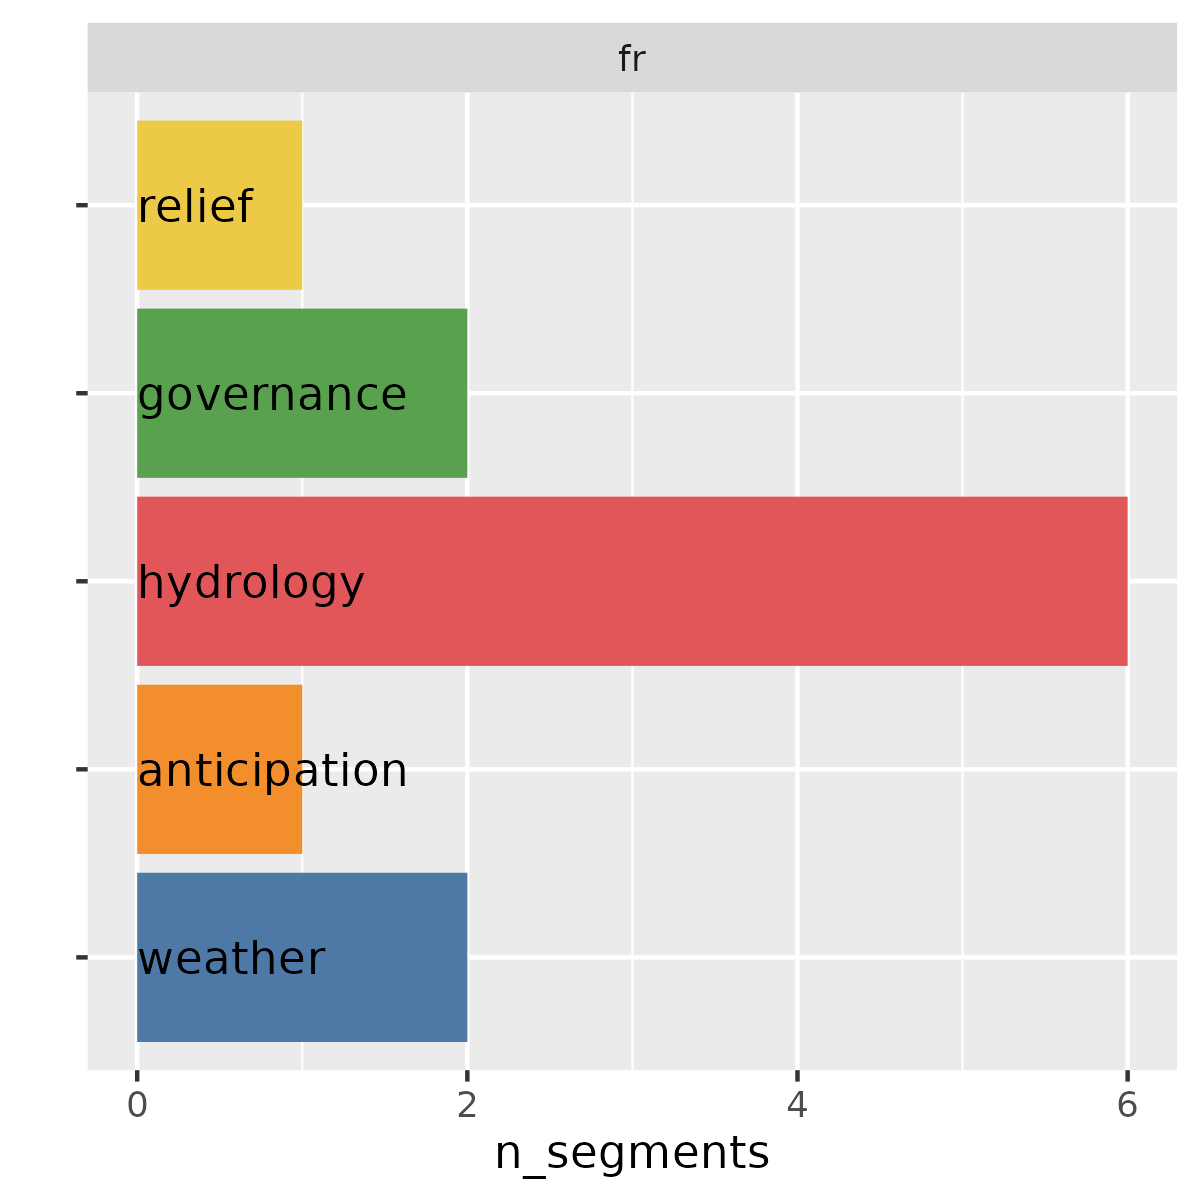 fr
relief
governance
hydrology
anticipation
weather
0 2 4 6
n_segments